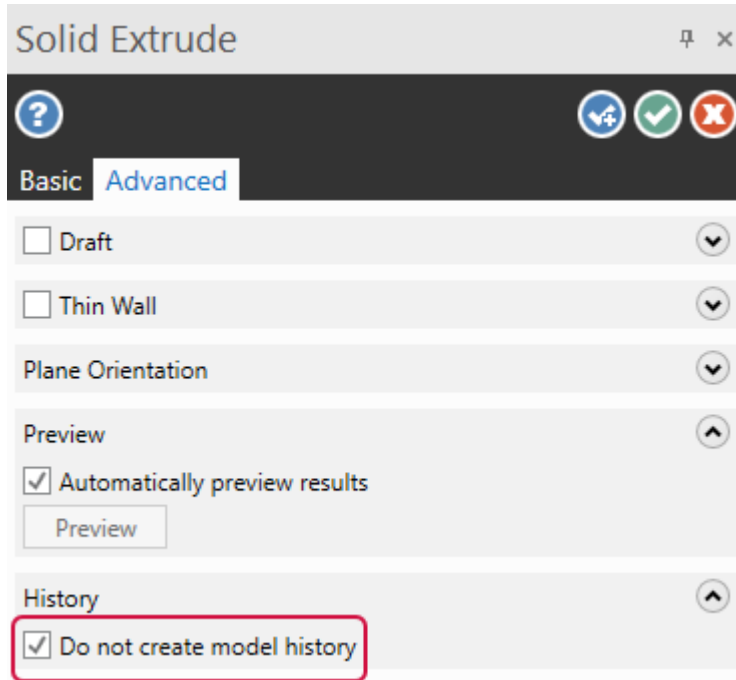 Solid Extrude
?
Basic Advanced
Draft
Thin Wall
Plane Orientation
Preview
Automatically preview results
Preview
History
Do not create model history